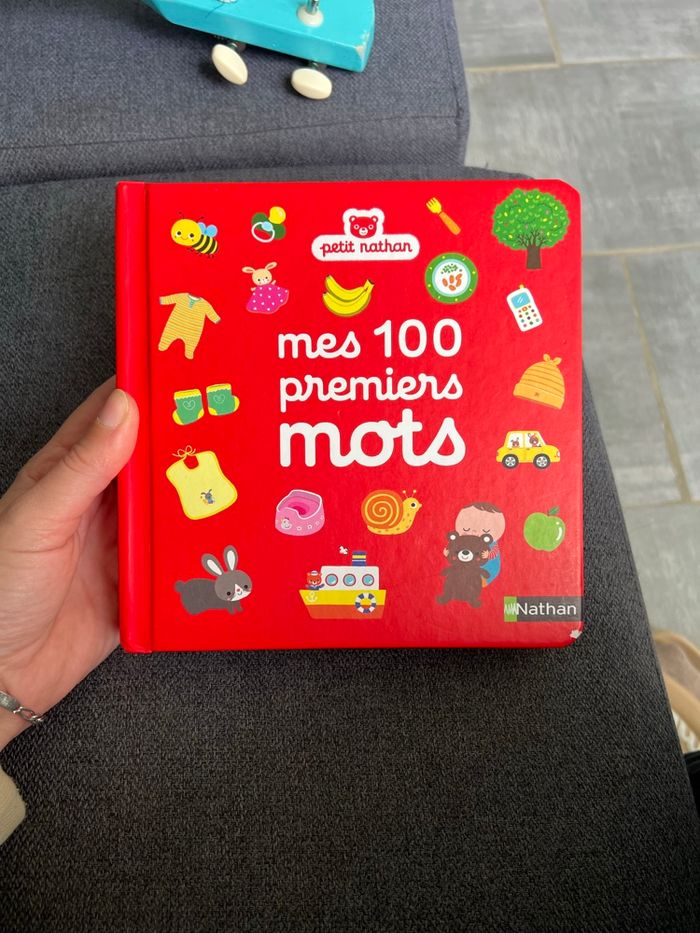 petit nathan
mes 100
premiers
mots
Nathan